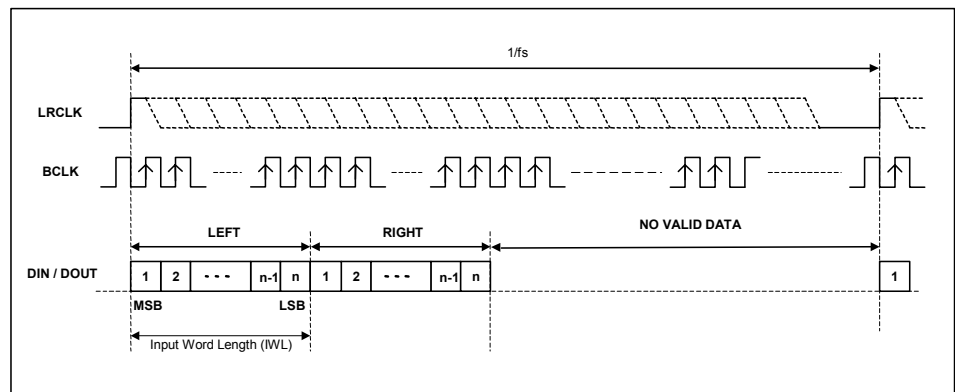 1/fs
LRCLK
BCLK
LEFT RIGHT NO VALID DATA
DIN / DOUT 1 2 - - - n-1 n 1 2 - - - n-1 n 1
MSB LSB
Input Word Length (IWL)